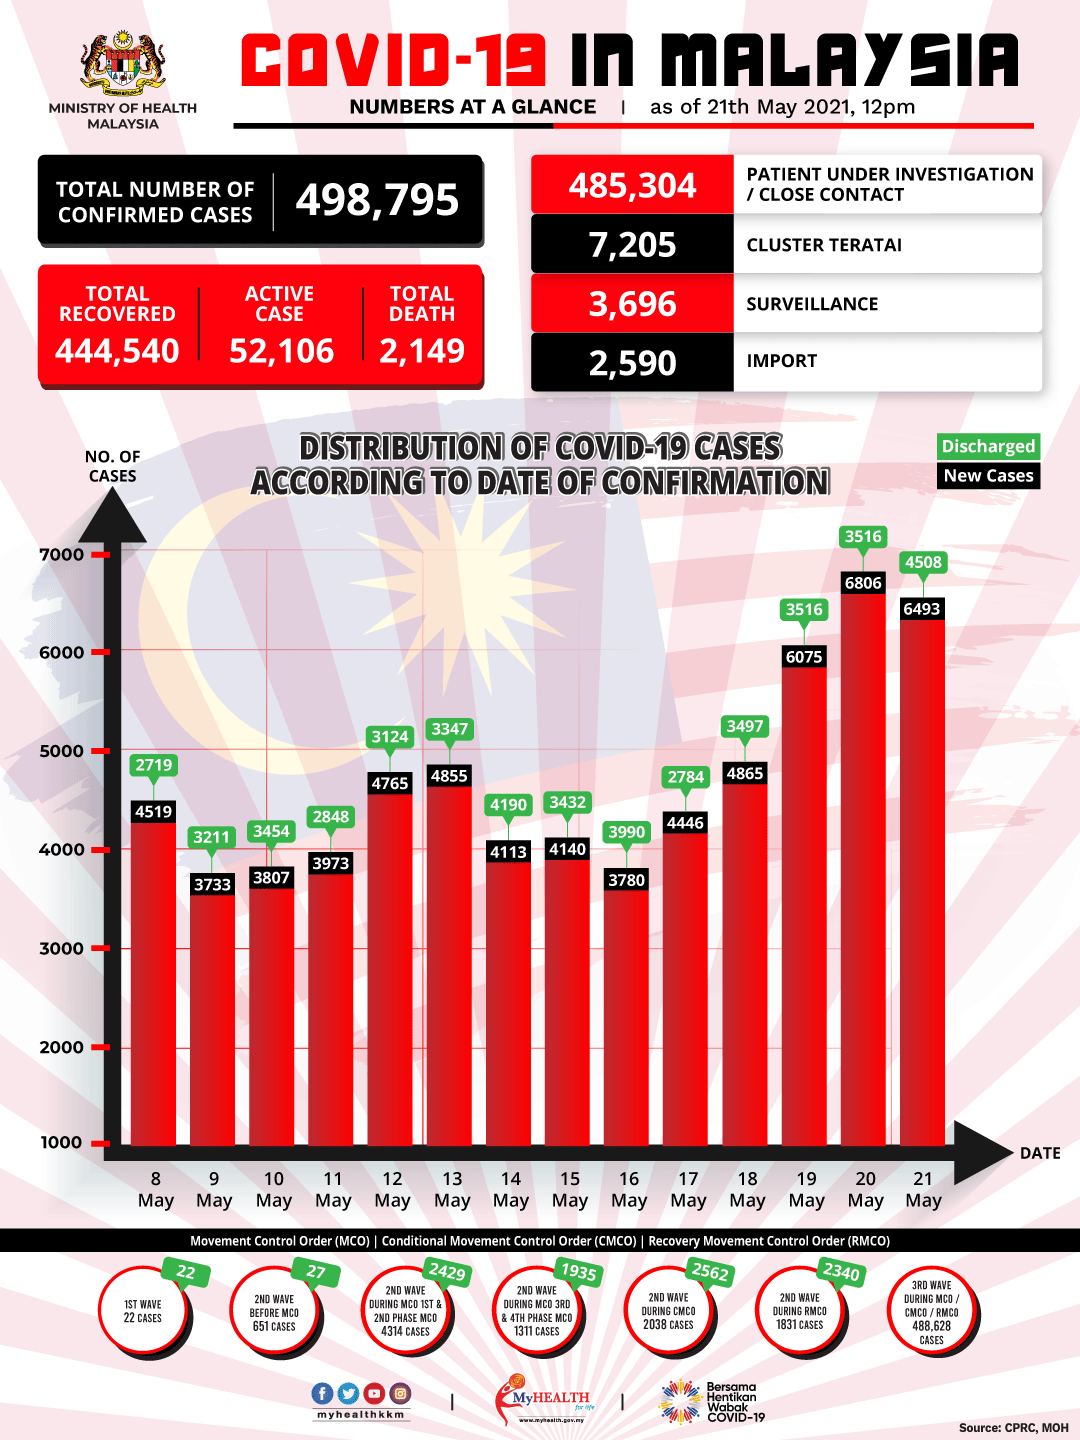 COVID-19 IN MALAYSIA
MINISTRY OF HEALTH
MALAYSIA
NUMBERS AT A GLANCE | as of 21th May 2021, 12pm
TOTAL NUMBER OF
CONFIRMED CASES
498,795
TOTAL
RECOVERED
444,540
ACTIVE
CASE
52,106
TOTAL
DEATH
2,149
485,304
PATIENT UNDER INVESTIGATION
/ CLOSE CONTACT
7,205
CLUSTER TERATAI
3,696
SURVEILLANCE
2,590
IMPORT
DISTRIBUTION OF COVID-19 CASES
ACCORDING TO DATE OF CONFIRMATION
Discharged
New Cases
NO. OF
CASES
7000
6000
5000
4000
3000
2000
1000
2719
4519
3211
3733
3454
3807
2848
3973
3124
4765
3347
4855
4190
4113
3432
4140
3990
3780
2784
4446
3497
4865
3516
6075
3516
6806
4508
6493
DATE
8
May
9
May
10
May
11
May
12
May
13
May
14
May
15
May
16
May
17
May
18
May
19
May
20
May
21
May
Movement Control Order (MCO) | Conditional Movement Control Order (CMCO) | Recovery Movement Control Order (RMCO)
22
1ST WAVE
22 CASES
27
2ND WAVE
BEFORE MCO
651 CASES
2429
2ND WAVE
DURING MCO 1ST &
2ND PHASE MCO
4314 CASES
1935
2ND WAVE
DURING MCO 3RD
& 4TH PHASE MCO
1311 CASES
2562
2ND WAVE
DURING CMCO
2038 CASES
2340
2ND WAVE
DURING RMCO
1831 CASES
3RD WAVE
DURING MCO /
CMCO / RMCO
488,628
CASES
myhealthkkm
MyHEALTH
for life
www.myhealth.gov.my
Bersama
Hentikan
Wabak
COVID-19
Source: CPRC, MOH